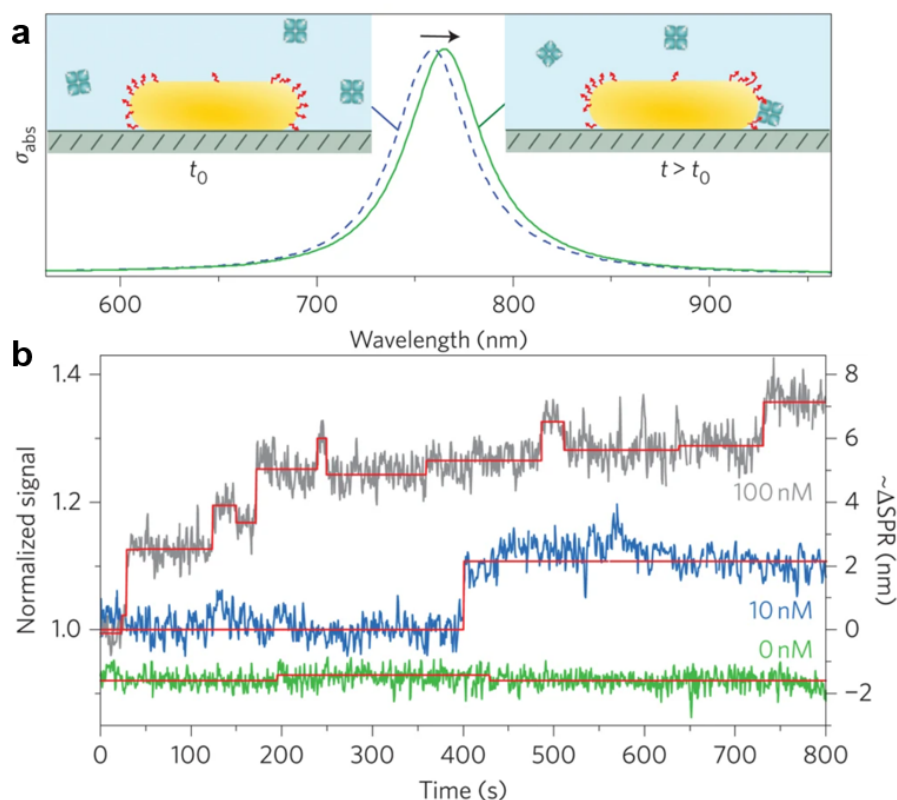 a
σabs
t0
t > t0
600
700
800
900
Wavelength (nm)
b
Normalized signal
1.4
1.2
1.0
8
6
4
2
0
−2
~ΔSPR (nm)
100 nM
10 nM
0 nM
0
100
200
300
400
500
600
700
800
Time (s)